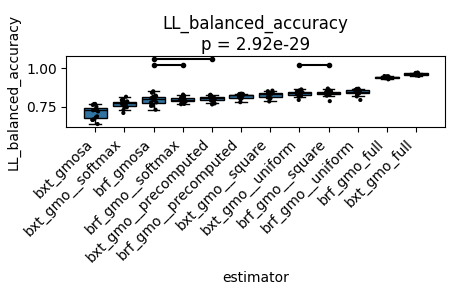 LL_balanced_accuracy
p = 2.92e-29
LL_balanced_accuracy
1.00
0.75
bxt_gmosa
bxt_gmo__softmax
brf_gmosa
brf_gmo__softmax
bxt_gmo__precomputed
brf_gmo__precomputed
bxt_gmo__square
bxt_gmo__uniform
brf_gmo__square
brf_gmo__uniform
brf_gmo_full
bxt_gmo_full
estimator